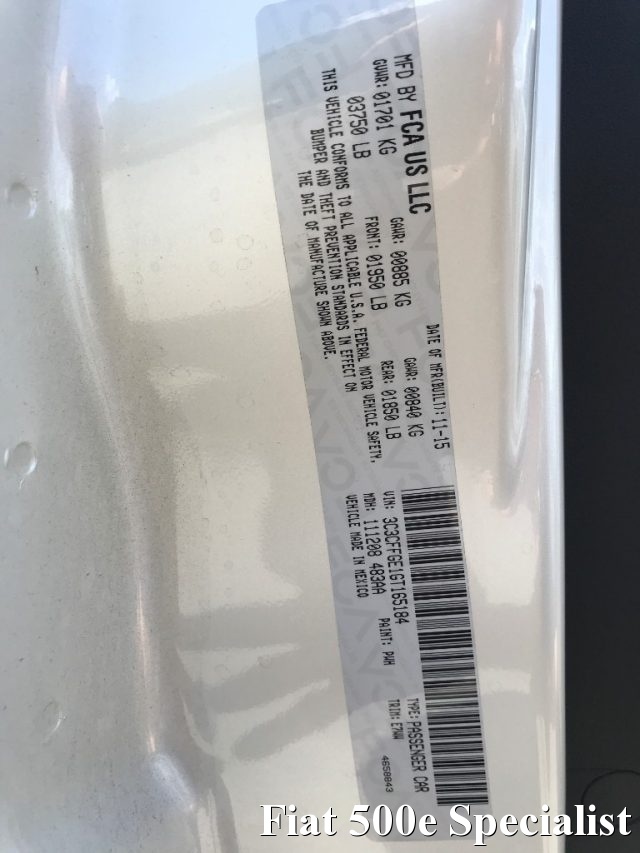 MFD BY FCA US LLC
DATE OF MFR(BUILT): 11-15
GVWR: 01701 KG
GAWR: 00885 KG
GAWR: 00840 KG
03750 LB
FRONT: 01950 LB
REAR: 01850 LB
THIS VEHICLE CONFORMS TO ALL APPLICABLE U.S.A. FEDERAL MOTOR VEHICLE SAFETY,
BUMPER AND THEFT PREVENTION STANDARDS IN EFFECT ON
THE DATE OF MANUFACTURE SHOWN ABOVE.
VIN: 3C3CFFGE1GT165184
TYPE: PASSENGER CAR
MDH: 111208 483AA
PAINT: PWH
TRIM: E7WW
VEHICLE MADE IN MEXICO
4658843
Fiat 500e Specialist